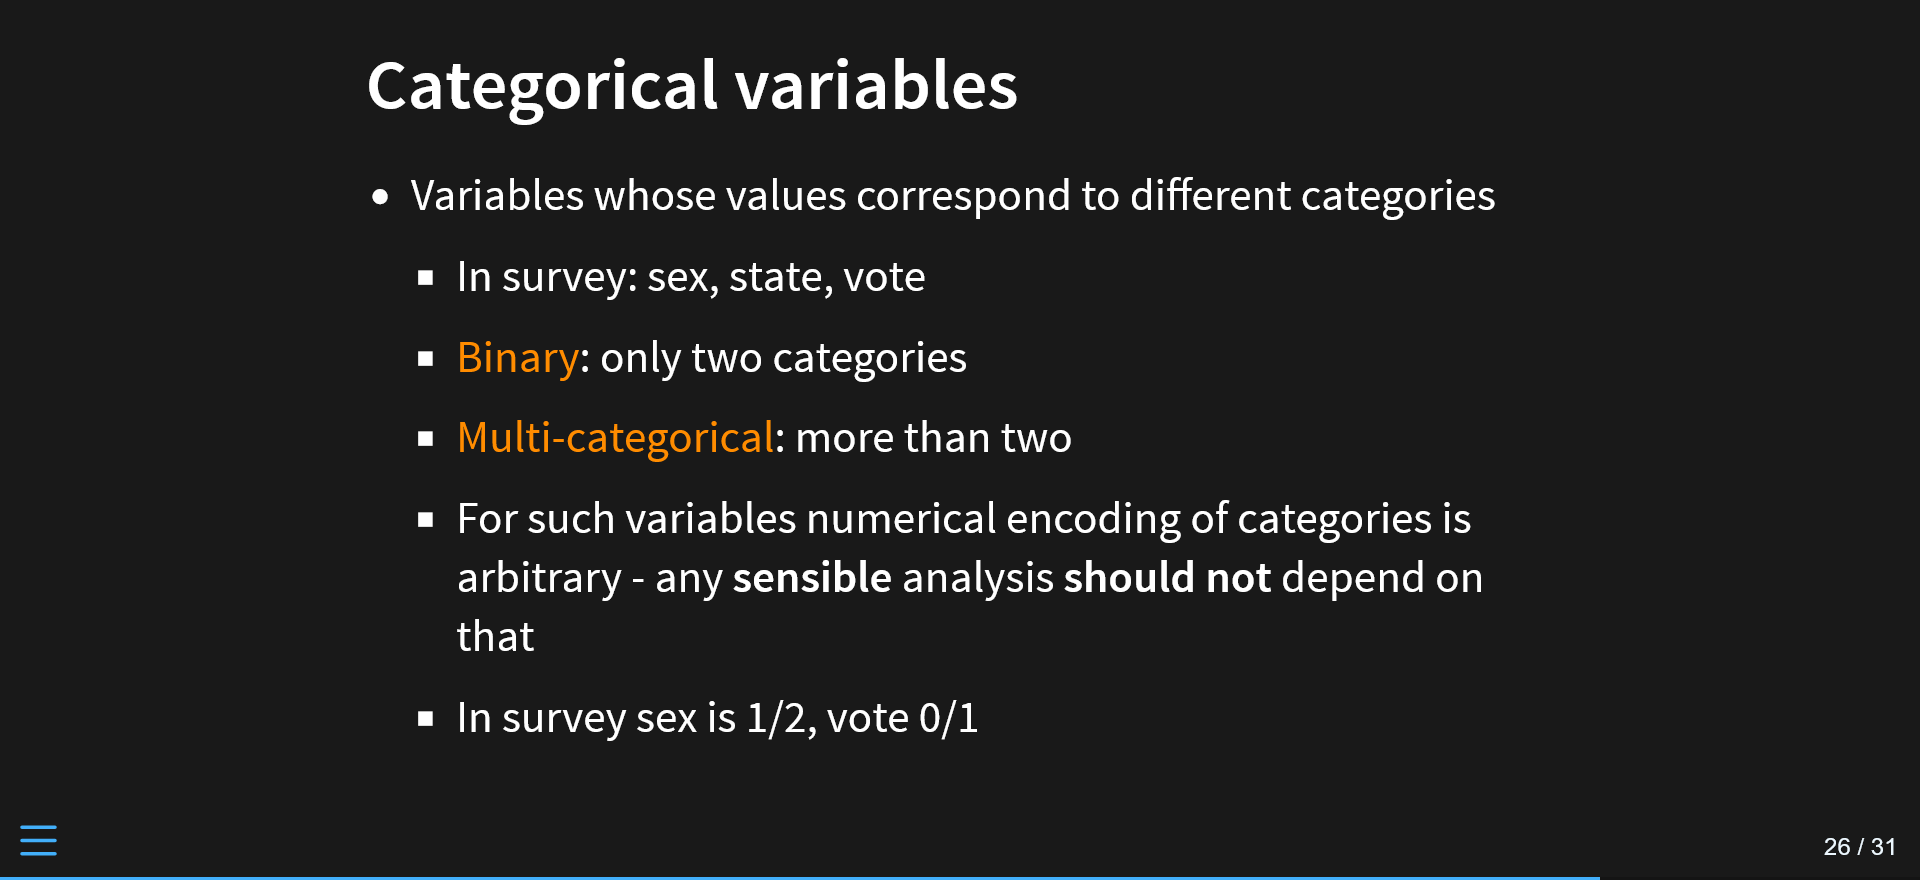 Categorical variables
Variables whose values correspond to different categories
In survey: sex, state, vote
Binary: only two categories
Multi-categorical: more than two
For such variables numerical encoding of categories is
arbitrary - any sensible analysis should not depend on
that
In survey sex is 1/2, vote 0/1
26 / 31